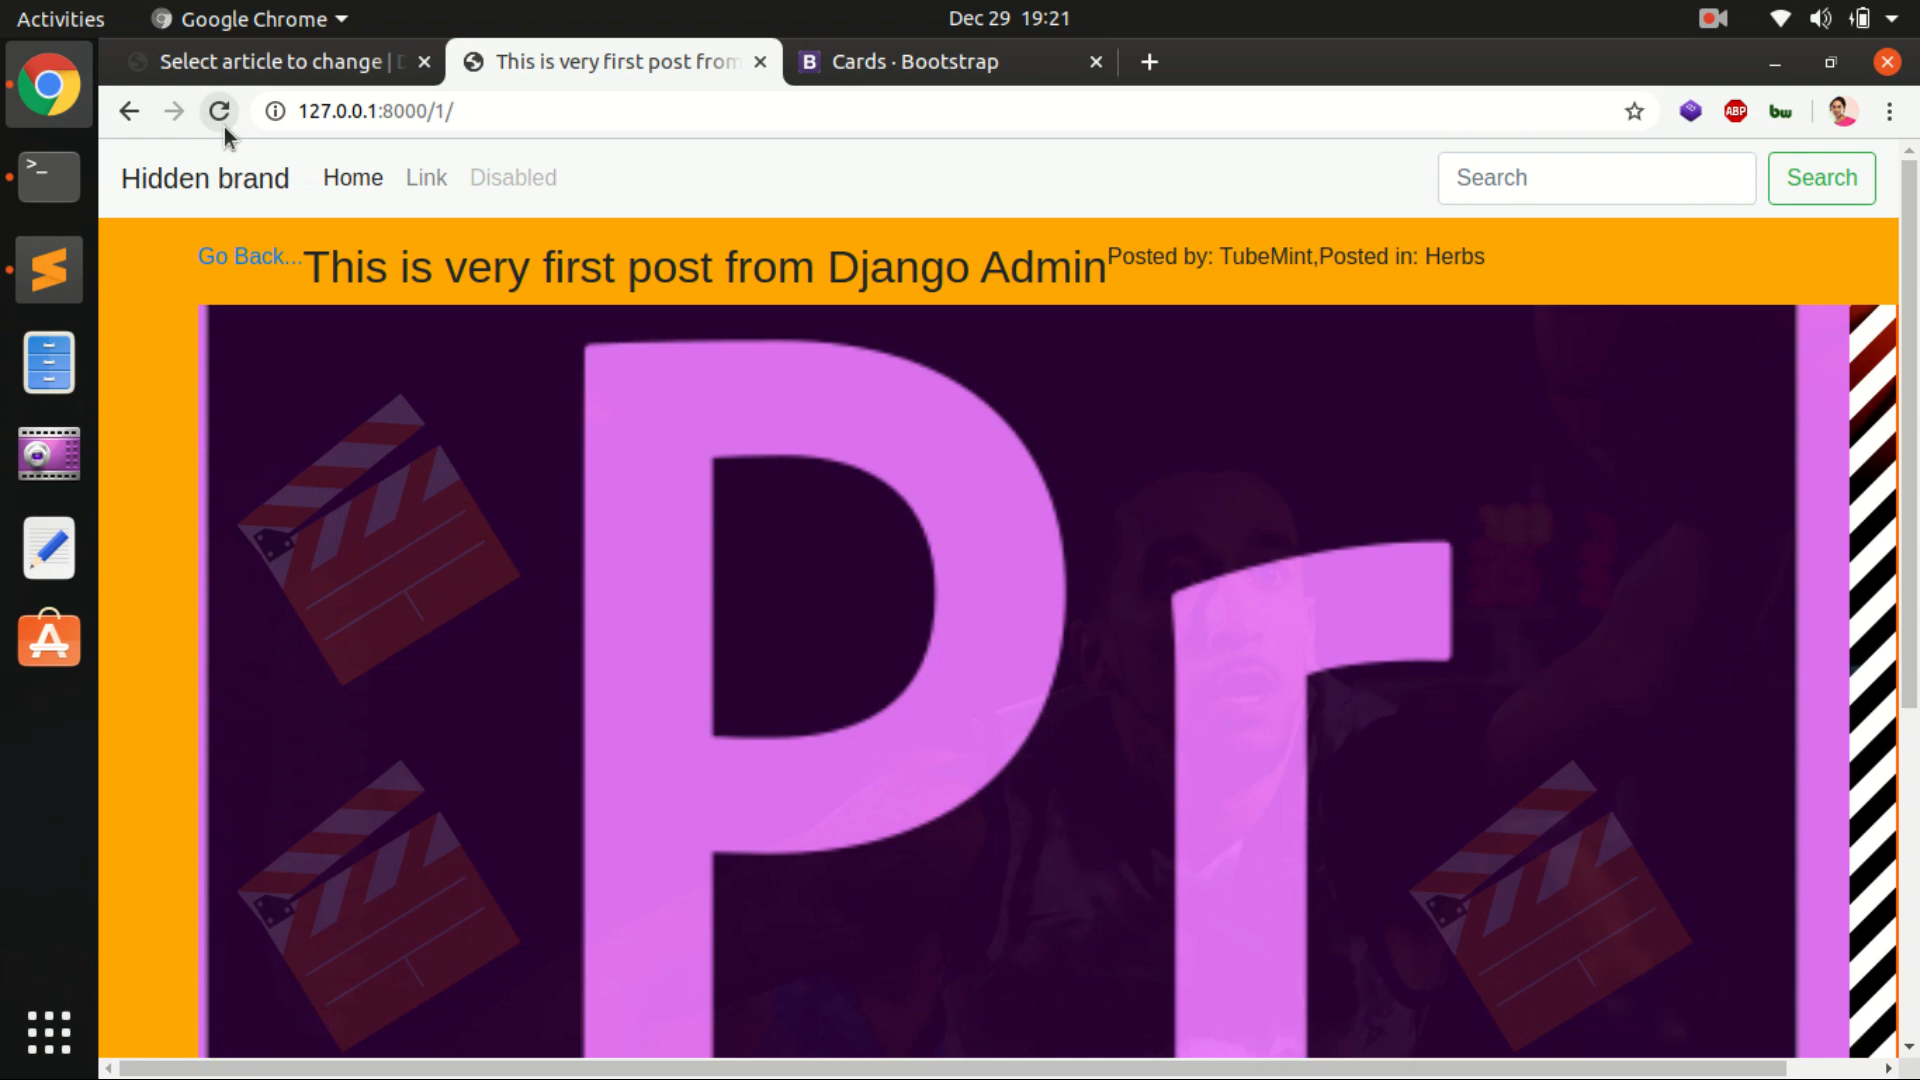 Activities
Google Chrome
Dec 29 19:21
Select article to change |
This is very first post from
B
Cards · Bootstrap
127.0.0.1:8000/1/
ABP
bw
Hidden brand
Home
Link
Disabled
Search
Search
Go Back...This is very first post from Django AdminPosted by: TubeMint,Posted in: Herbs
Pr